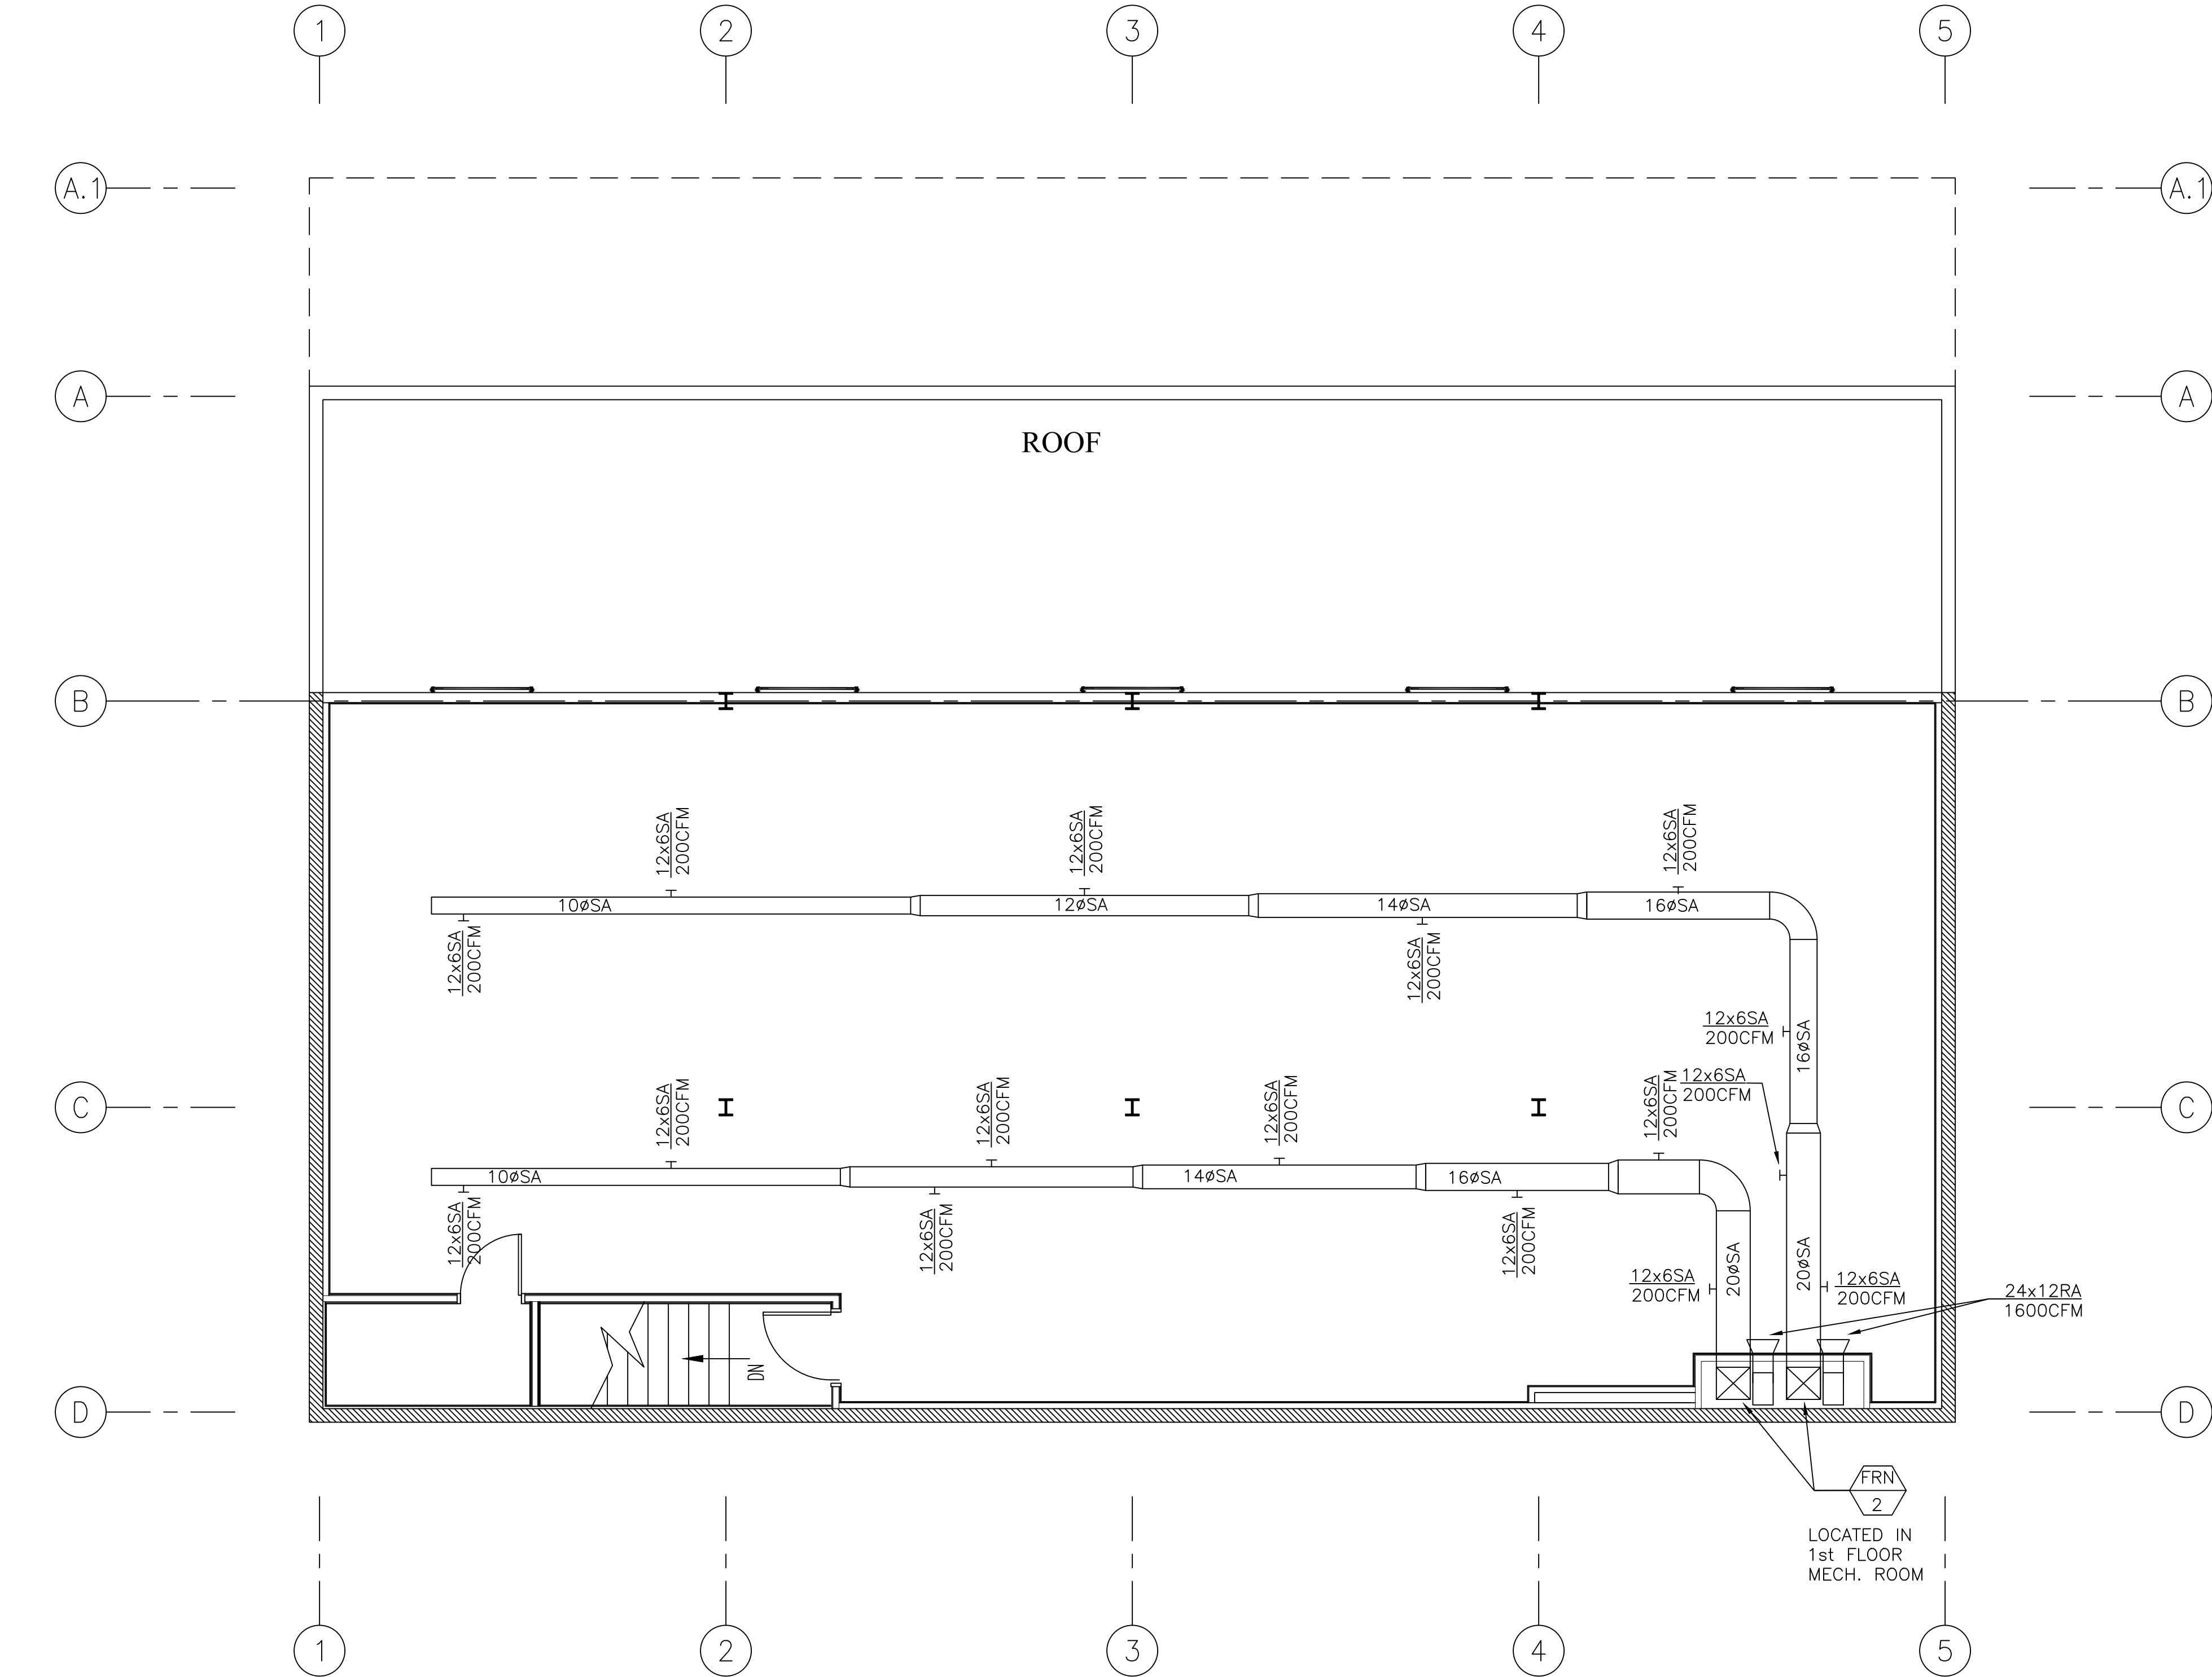 1
2
3
4
5
A.1
A.1
A
A
ROOF
B
B
12x6SA
200CFM
12x6SA
200CFM
12x6SA
200CFM
10øSA
12øSA
14øSA
16øSA
12x6SA
200CFM
12x6SA
200CFM
12x6SA
200CFM
16øSA
12x6SA
200CFM
C
C
12x6SA
200CFM
12x6SA
200CFM
12x6SA
200CFM
12x6SA
200CFM
10øSA
14øSA
16øSA
12x6SA
200CFM
12x6SA
200CFM
12x6SA
200CFM
12x6SA
200CFM
20øSA
20øSA
12x6SA
200CFM
24x12RA
1600CFM
DN
D
D
FRN
2
LOCATED IN
1st FLOOR
MECH. ROOM
1
2
3
4
5